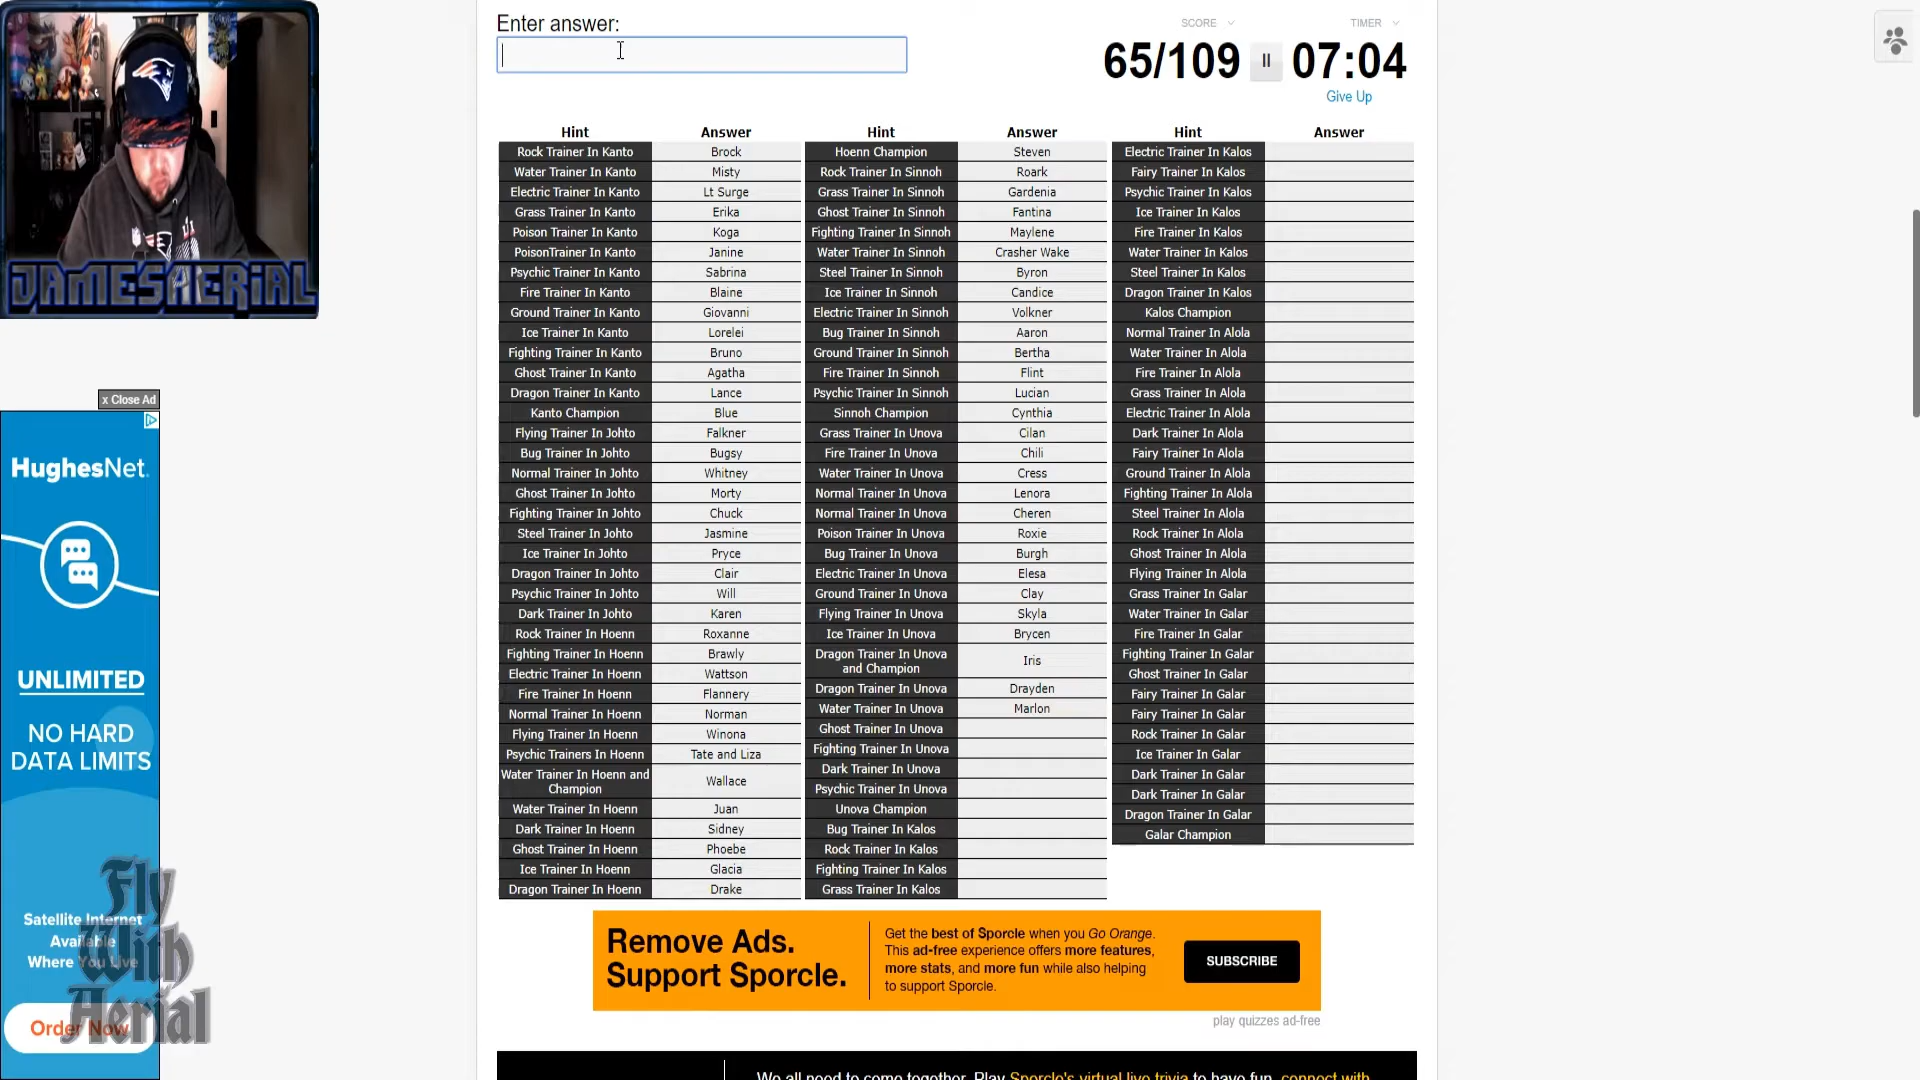 Enter answer:
SCORE
TIMER
65/109
07:04
Give Up
Hint Answer Hint Answer Hint Answer
Rock Trainer In Kanto Brock
Water Trainer In Kanto Misty
Electric Trainer In Kanto Lt Surge
Grass Trainer In Kanto Erika
Poison Trainer In Kanto Koga
PoisonTrainer In Kanto Janine
Psychic Trainer In Kanto Sabrina
Fire Trainer In Kanto Blaine
Ground Trainer In Kanto Giovanni
Ice Trainer In Kanto Lorelei
Fighting Trainer In Kanto Bruno
Ghost Trainer In Kanto Agatha
Dragon Trainer In Kanto Lance
Kanto Champion Blue
Flying Trainer In Johto Falkner
Bug Trainer In Johto Bugsy
Normal Trainer In Johto Whitney
Ghost Trainer In Johto Morty
Fighting Trainer In Johto Chuck
Steel Trainer In Johto Jasmine
Ice Trainer In Johto Pryce
Dragon Trainer In Johto Clair
Psychic Trainer In Johto Will
Dark Trainer In Johto Karen
Rock Trainer In Hoenn Roxanne
Fighting Trainer In Hoenn Brawly
Electric Trainer In Hoenn Wattson
Fire Trainer In Hoenn Flannery
Normal Trainer In Hoenn Norman
Flying Trainer In Hoenn Winona
Psychic Trainers In Hoenn Tate and Liza
Water Trainer In Hoenn and
Champion Wallace
Water Trainer In Hoenn Juan
Dark Trainer In Hoenn Sidney
Ghost Trainer In Hoenn Phoebe
Ice Trainer In Hoenn Glacia
Dragon Trainer In Hoenn Drake
Hoenn Champion Steven
Rock Trainer In Sinnoh Roark
Grass Trainer In Sinnoh Gardenia
Ghost Trainer In Sinnoh Fantina
Fighting Trainer In Sinnoh Maylene
Water Trainer In Sinnoh Crasher Wake
Steel Trainer In Sinnoh Byron
Ice Trainer In Sinnoh Candice
Electric Trainer In Sinnoh Volkner
Bug Trainer In Sinnoh Aaron
Ground Trainer In Sinnoh Bertha
Fire Trainer In Sinnoh Flint
Psychic Trainer In Sinnoh Lucian
Sinnoh Champion Cynthia
Grass Trainer In Unova Cilan
Fire Trainer In Unova Chili
Water Trainer In Unova Cress
Normal Trainer In Unova Lenora
Normal Trainer In Unova Cheren
Poison Trainer In Unova Roxie
Bug Trainer In Unova Burgh
Electric Trainer In Unova Elesa
Ground Trainer In Unova Clay
Flying Trainer In Unova Skyla
Ice Trainer In Unova Brycen
Dragon Trainer In Unova
and Champion Iris
Dragon Trainer In Unova Drayden
Water Trainer In Unova Marlon
Ghost Trainer In Unova
Fighting Trainer In Unova
Dark Trainer In Unova
Psychic Trainer In Unova
Unova Champion
Bug Trainer In Kalos
Rock Trainer In Kalos
Fighting Trainer In Kalos
Grass Trainer In Kalos
Electric Trainer In Kalos
Fairy Trainer In Kalos
Psychic Trainer In Kalos
Ice Trainer In Kalos
Fire Trainer In Kalos
Water Trainer In Kalos
Steel Trainer In Kalos
Dragon Trainer In Kalos
Kalos Champion
Normal Trainer In Alola
Water Trainer In Alola
Fire Trainer In Alola
Grass Trainer In Alola
Electric Trainer In Alola
Dark Trainer In Alola
Fairy Trainer In Alola
Ground Trainer In Alola
Fighting Trainer In Alola
Steel Trainer In Alola
Rock Trainer In Alola
Ghost Trainer In Alola
Flying Trainer In Alola
Grass Trainer In Galar
Water Trainer In Galar
Fire Trainer In Galar
Fighting Trainer In Galar
Ghost Trainer In Galar
Fairy Trainer In Galar
Fairy Trainer In Galar
Rock Trainer In Galar
Ice Trainer In Galar
Dark Trainer In Galar
Dark Trainer In Galar
Dragon Trainer In Galar
Galar Champion
JAMESAERIAL
x Close Ad
HughesNet.
UNLIMITED
NO HARD
DATA LIMITS
Satellite Internet
Available
Where You Live
Order Now
Fly
With
Aerial
Remove Ads.
Support Sporcle.
Get the best of Sporcle when you Go Orange.
This ad-free experience offers more features,
more stats, and more fun while also helping
to support Sporcle.
SUBSCRIBE
play quizzes ad-free
We all need to come together. Play Sporcle's virtual live trivia to have fun, connect with